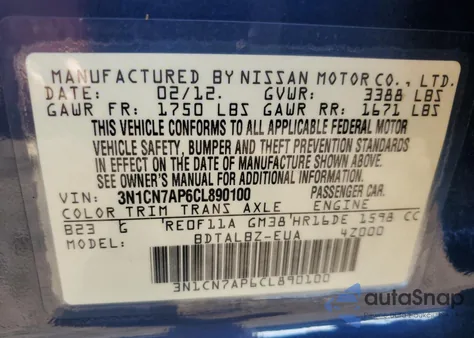 MANUFACTURED BY NISSAN MOTOR CO., LTD.
DATE: 02/12. GVWR: 3388 LBS
GAWR FR: 1750 LBS GAWR RR: 1671 LBS
THIS VEHICLE CONFORMS TO ALL APPLICABLE FEDERAL MOTOR
VEHICLE SAFETY, BUMPER AND THEFT PREVENTION STANDARDS
IN EFFECT ON THE DATE OF MANUFACTURE SHOWN ABOVE.
SEE OWNER'S MANUAL FOR ADDITIONAL INFORMATION.
VIN: 3N1CN7AP6CL890100 PASSENGER CAR.
COLOR TRIM TRANS AXLE ENGINE
B23 G RE0F11A GM38 HR16DE 1598 CC
MODEL: BDTALBZ-EUA 4Z000
3N1CN7AP6CL890100
autoSnap